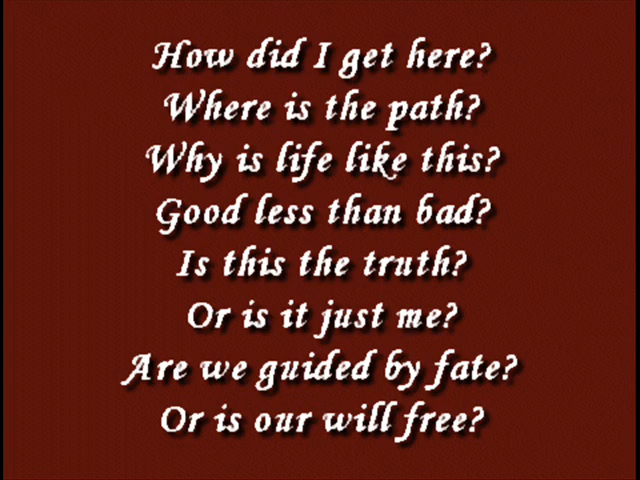 How did I get here?
Where is the path?
Why is life like this?
Good less than bad?
Is this the truth?
Or is it just me?
Are we guided by fate?
Or is our will free?